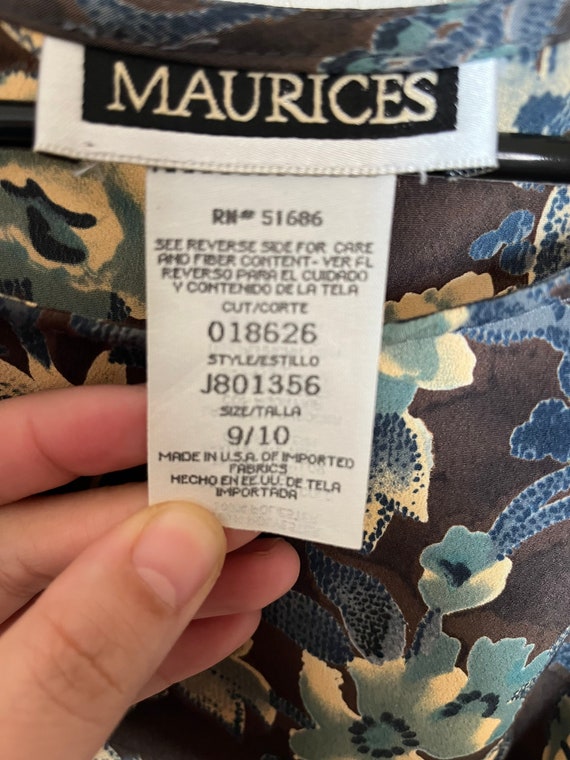 MAURICES
RN# 51686
SEE REVERSE SIDE FOR CARE
AND FIBER CONTENT- VER EL
REVERSO PARA EL CUIDADO
Y CONTENIDO DE LA TELA
CUT/CORTE
018626
STYLE/ESTILLO
J801356
SIZE/TALLA
9/10
MADE IN U.S.A. OF IMPORTED
FABRICS
HECHO EN EE.UU. DE TELA
IMPORTADA